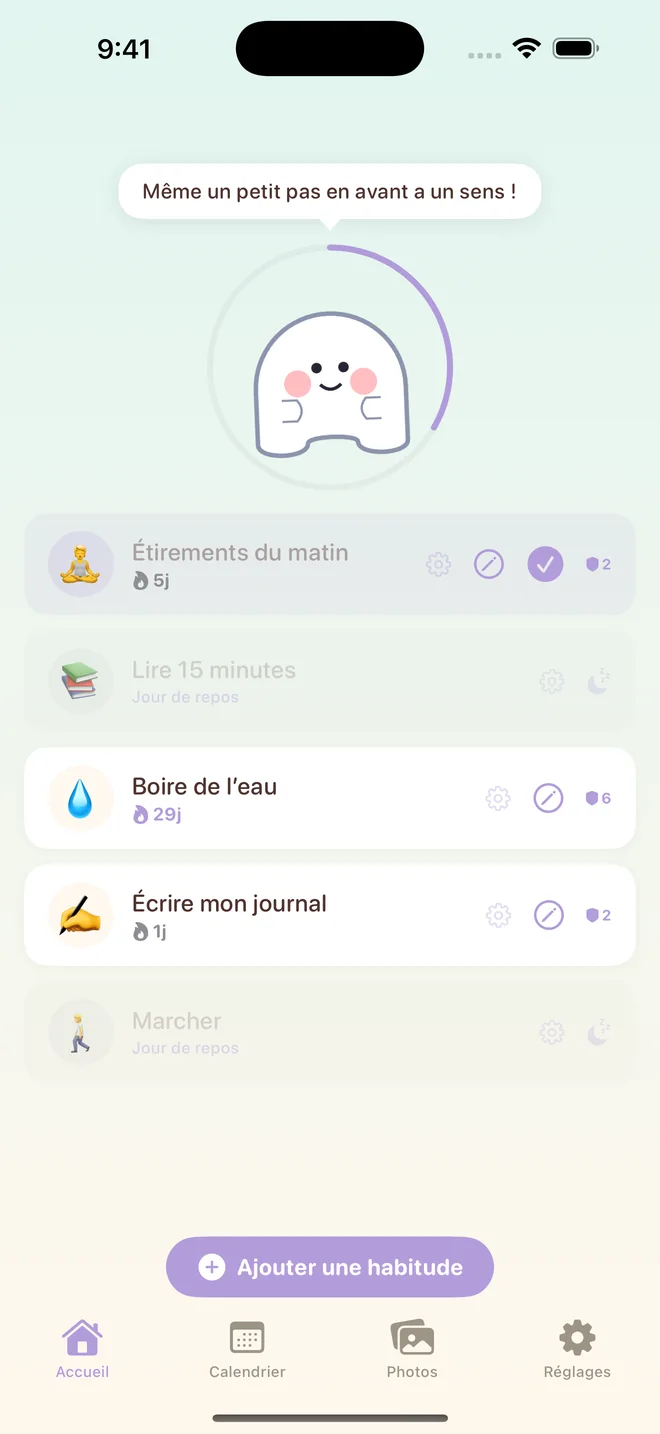 9:41
Même un petit pas en avant a un sens !
Étirements du matin
5j
2
Lire 15 minutes
Jour de repos
Boire de l’eau
29j
6
Écrire mon journal
1j
2
Marcher
Jour de repos
Ajouter une habitude
Accueil
Calendrier
Photos
Réglages